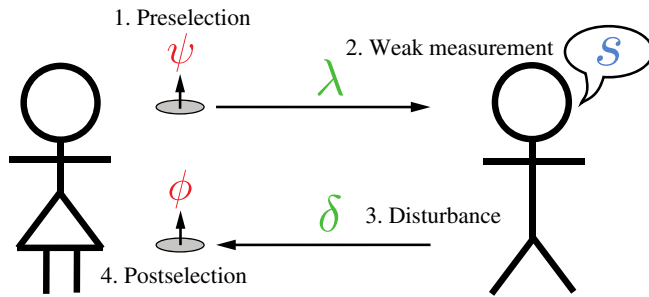 1. Preselection
ψ
2. Weak measurement
s
λ
ϕ
δ
3. Disturbance
4. Postselection